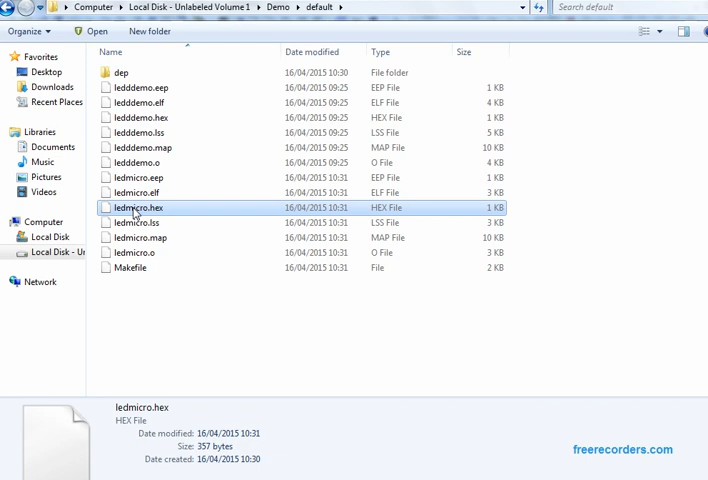 Computer ▸ Local Disk - Unlabeled Volume 1 ▸ Demo ▸ default ▸ Search default
Organize ▾ Open New folder
Name Date modified Type Size
Favorites
Desktop
Downloads
Recent Places
Libraries
Documents
Music
Pictures
Videos
Computer
Local Disk
Local Disk - Un
Network
dep 16/04/2015 10:30 File folder
ledddemo.eep 16/04/2015 09:25 EEP File 1 KB
ledddemo.elf 16/04/2015 09:25 ELF File 4 KB
ledddemo.hex 16/04/2015 09:25 HEX File 1 KB
ledddemo.lss 16/04/2015 09:25 LSS File 5 KB
ledddemo.map 16/04/2015 09:25 MAP File 10 KB
ledddemo.o 16/04/2015 09:25 O File 4 KB
ledmicro.eep 16/04/2015 10:31 EEP File 1 KB
ledmicro.elf 16/04/2015 10:31 ELF File 3 KB
ledmicro.hex 16/04/2015 10:31 HEX File 1 KB
ledmicro.lss 16/04/2015 10:31 LSS File 3 KB
ledmicro.map 16/04/2015 10:31 MAP File 10 KB
ledmicro.o 16/04/2015 10:31 O File 3 KB
Makefile 16/04/2015 10:31 File 2 KB
ledmicro.hex
HEX File
Date modified: 16/04/2015 10:31
Size: 357 bytes
Date created: 16/04/2015 10:30
freerecorders.com